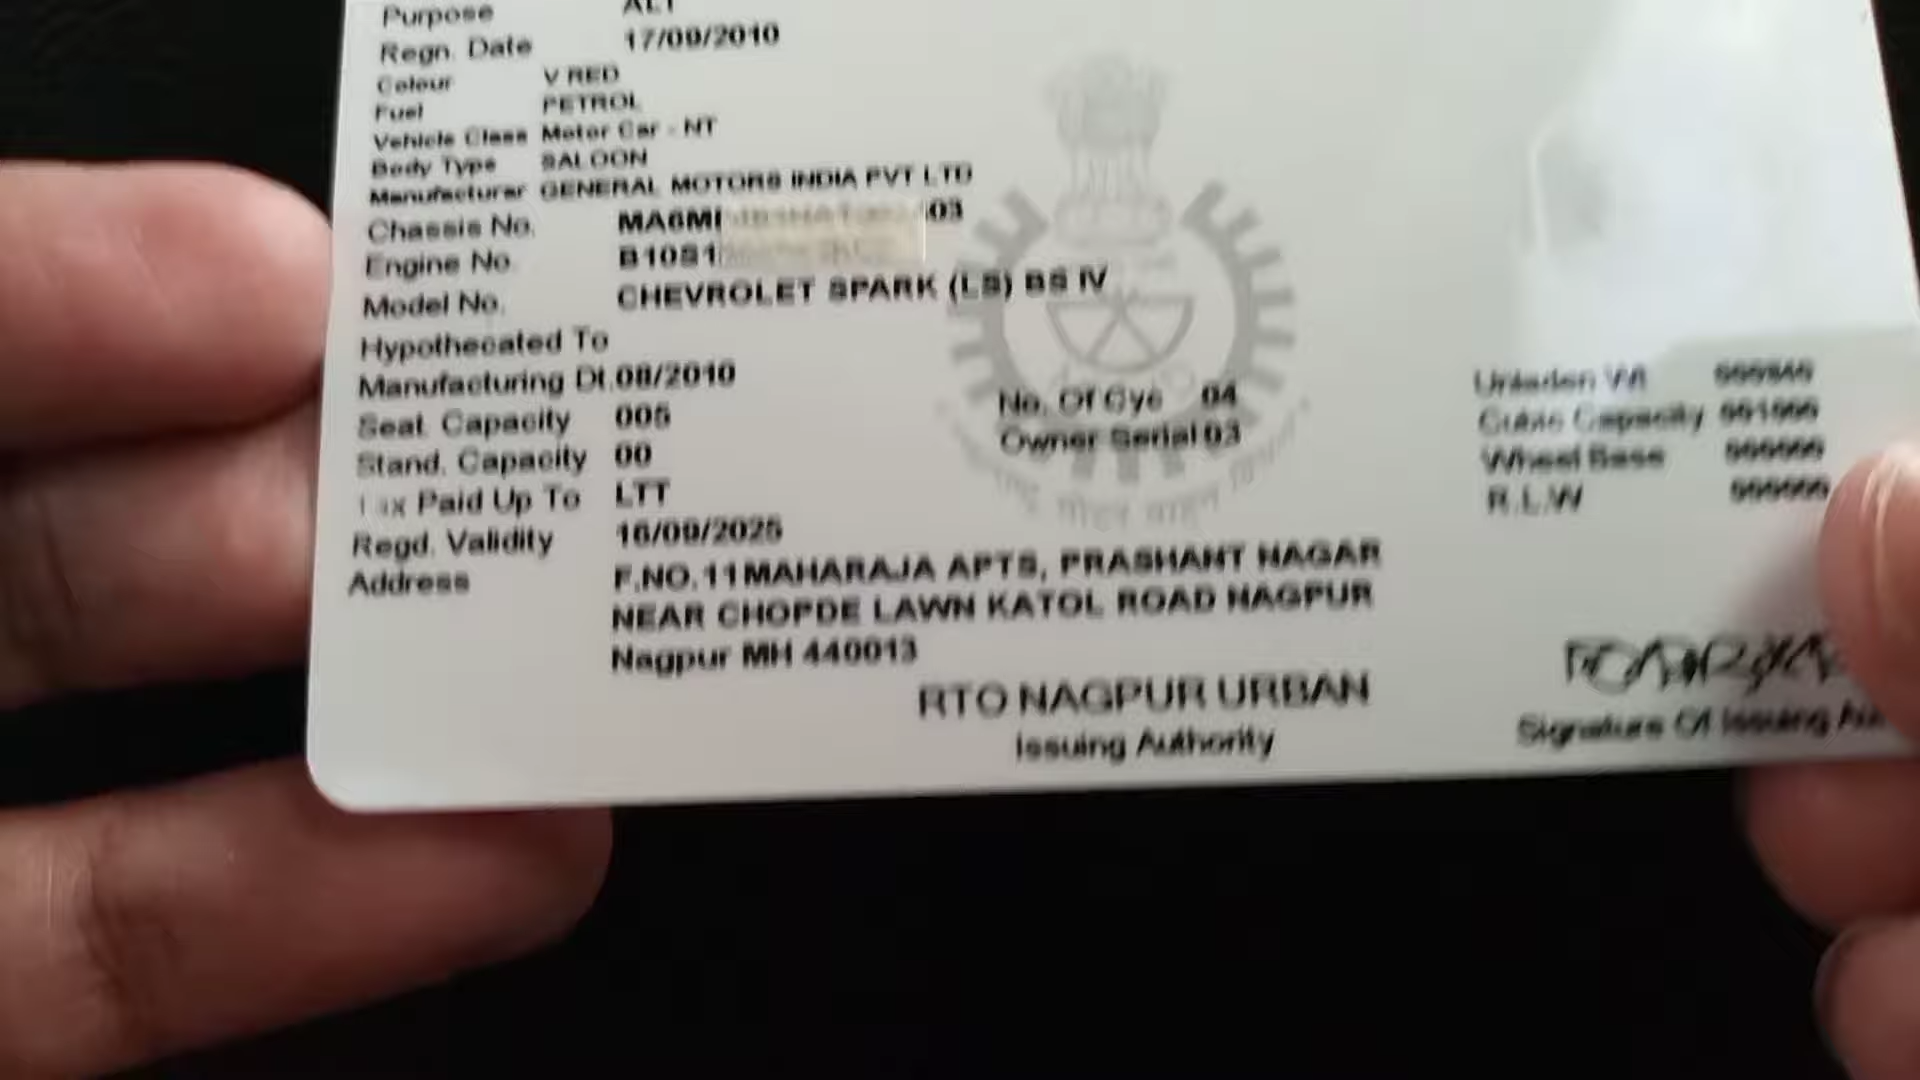 Purpose ALT
Regn. Date 17/09/2010
Colour V RED
Fuel PETROL
Vehicle Class Motor Car - NT
Body Type SALOON
Manufacturer GENERAL MOTORS INDIA PVT LTD
Chassis No. MA6M 03
Engine No. B10S1
Model No. CHEVROLET SPARK (LS) BS IV
Hypothecated To
Manufacturing Dt. 08/2010
Seat. Capacity 005 No. Of Cyc 04 Unladen Wt
Stand. Capacity 00 Owner Serial 03 Cubic Capacity
Tax Paid Up To LTT Wheel Base
Regd. Validity 16/09/2025 R.L.W
Address F.NO.11MAHARAJA APTS, PRASHANT NAGAR
NEAR CHOPDE LAWN KATOL ROAD NAGPUR
Nagpur MH 440013
RTO NAGPUR URBAN
Issuing Authority
Signature Of Issuing Au